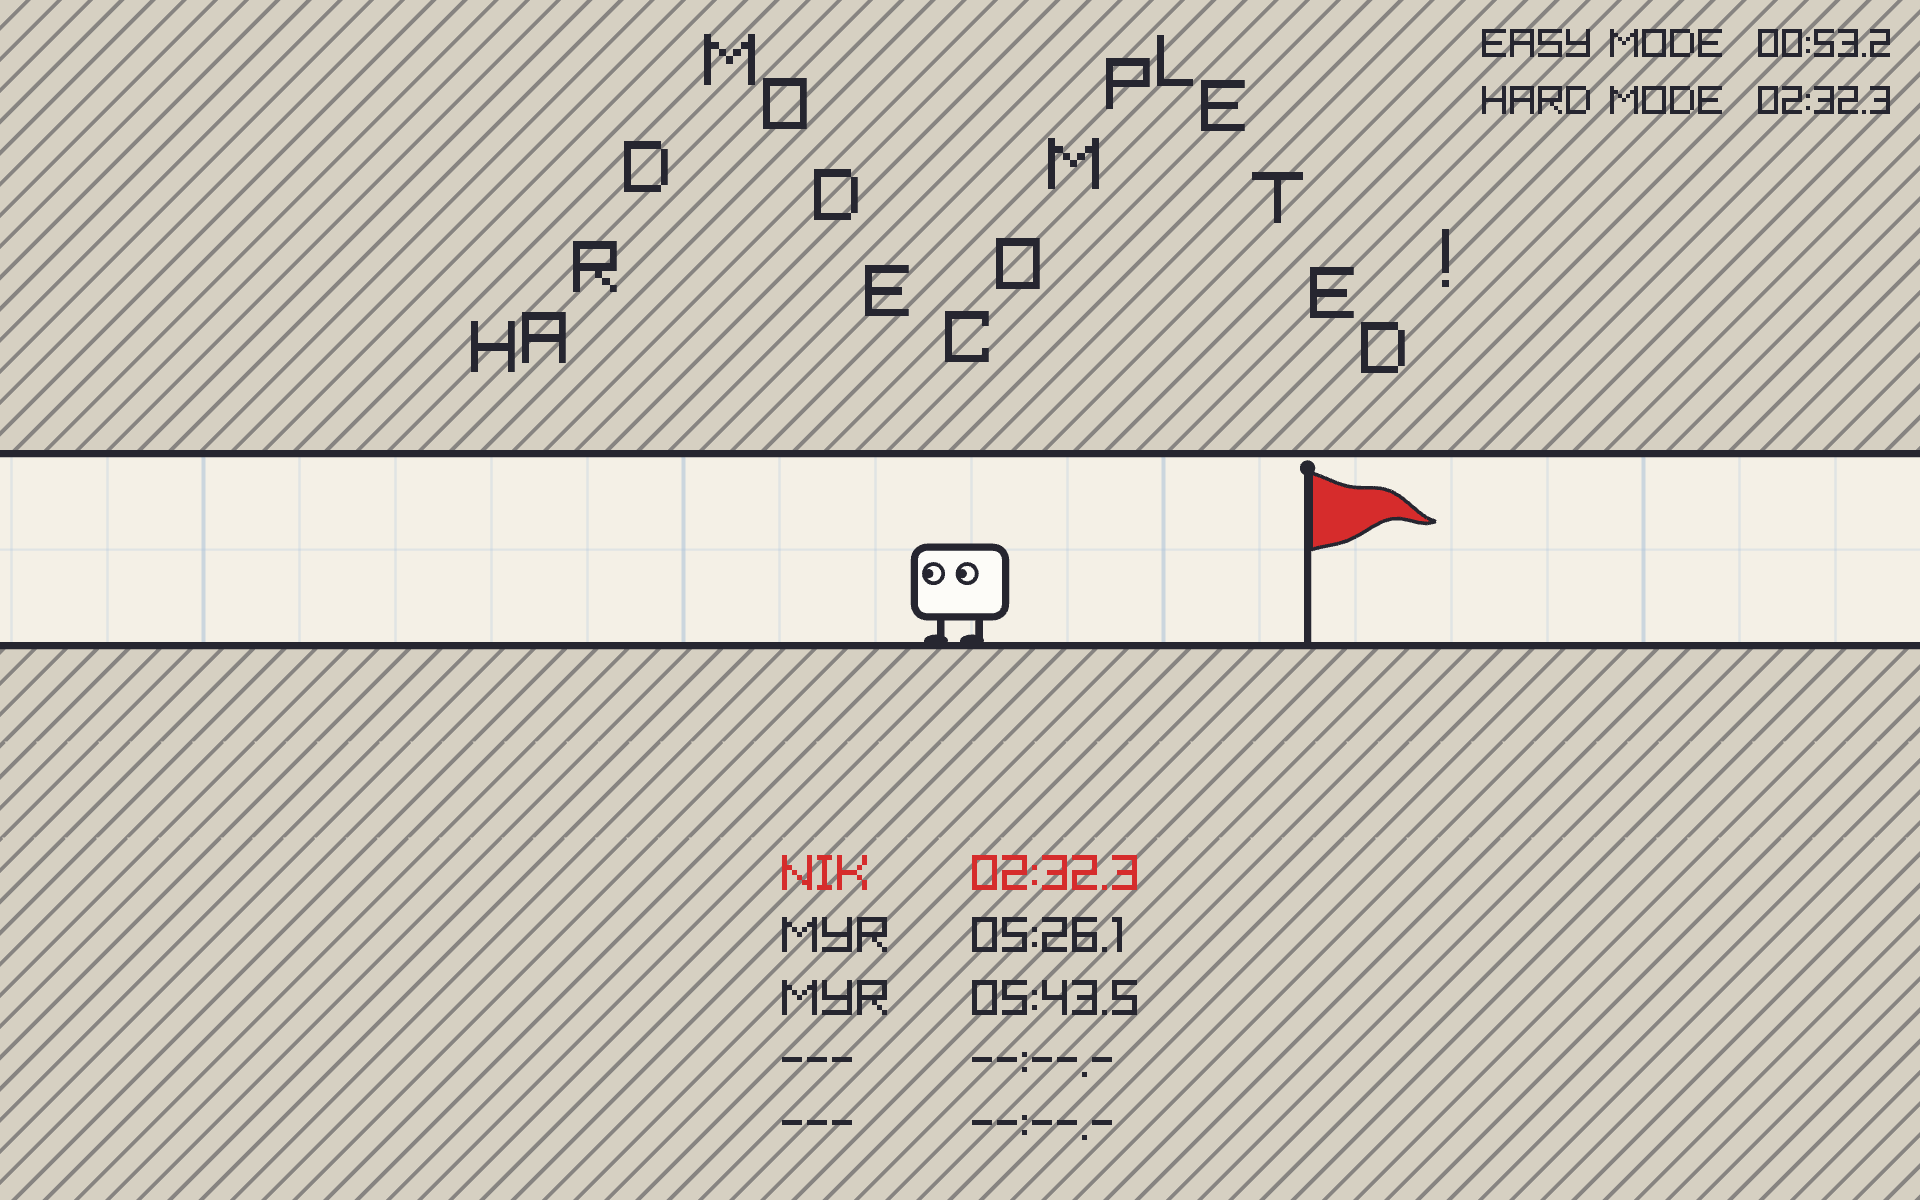 HARD MODE COMPLETED!
EASY MODE 00:53.2
HARD MODE 02:32.3
NIK 02:32.3
MYR 05:26.1
MYR 05:43.5
--- --:--.-
--- --:--.-